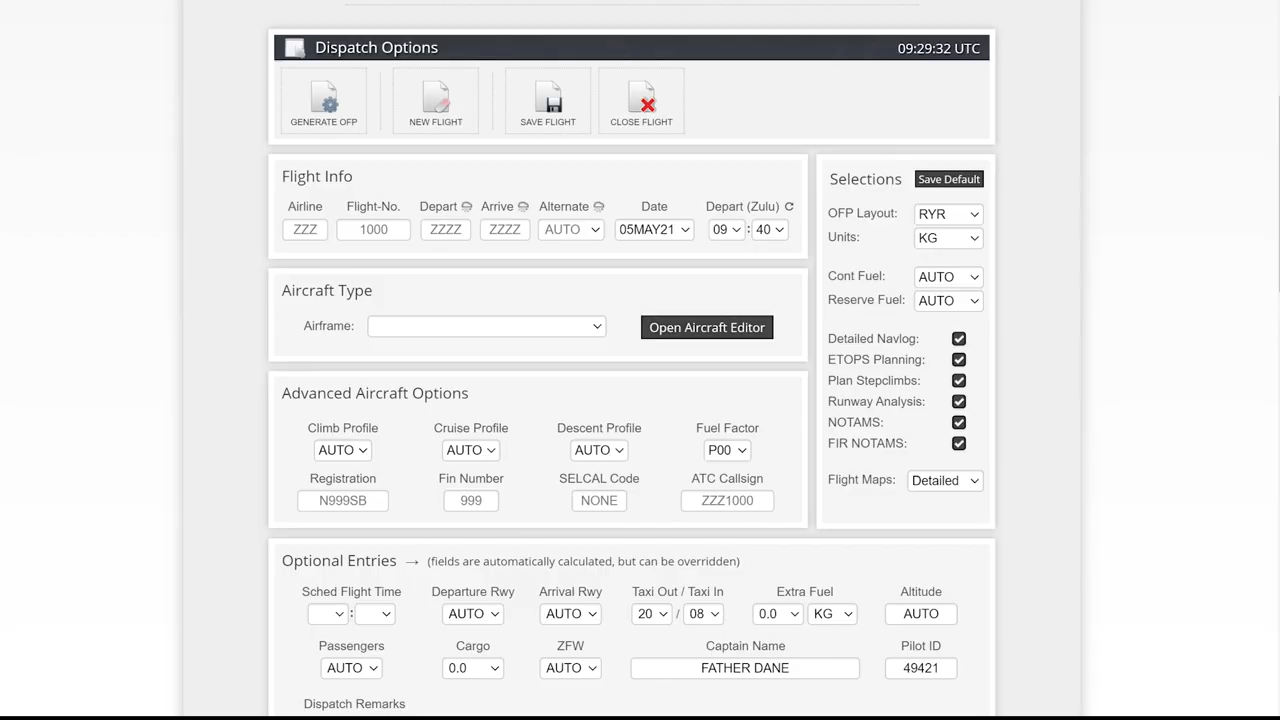 Dispatch Options 09:29:32 UTC
GENERATE OFP NEW FLIGHT SAVE FLIGHT CLOSE FLIGHT
Flight Info
Airline Flight-No. Depart Arrive Alternate Date Depart (Zulu)
ZZZ 1000 ZZZZ ZZZZ AUTO 05MAY21 09 : 40
Aircraft Type
Airframe: Open Aircraft Editor
Advanced Aircraft Options
Climb Profile Cruise Profile Descent Profile Fuel Factor
AUTO AUTO AUTO P00
Registration Fin Number SELCAL Code ATC Callsign
N999SB 999 NONE ZZZ1000
Selections Save Default
OFP Layout: RYR
Units: KG
Cont Fuel: AUTO
Reserve Fuel: AUTO
Detailed Navlog:
ETOPS Planning:
Plan Stepclimbs:
Runway Analysis:
NOTAMS:
FIR NOTAMS:
Flight Maps: Detailed
Optional Entries → (fields are automatically calculated, but can be overridden)
Sched Flight Time Departure Rwy Arrival Rwy Taxi Out / Taxi In Extra Fuel Altitude
: AUTO AUTO 20 / 08 0.0 KG AUTO
Passengers Cargo ZFW Captain Name Pilot ID
AUTO 0.0 AUTO FATHER DANE 49421
Dispatch Remarks